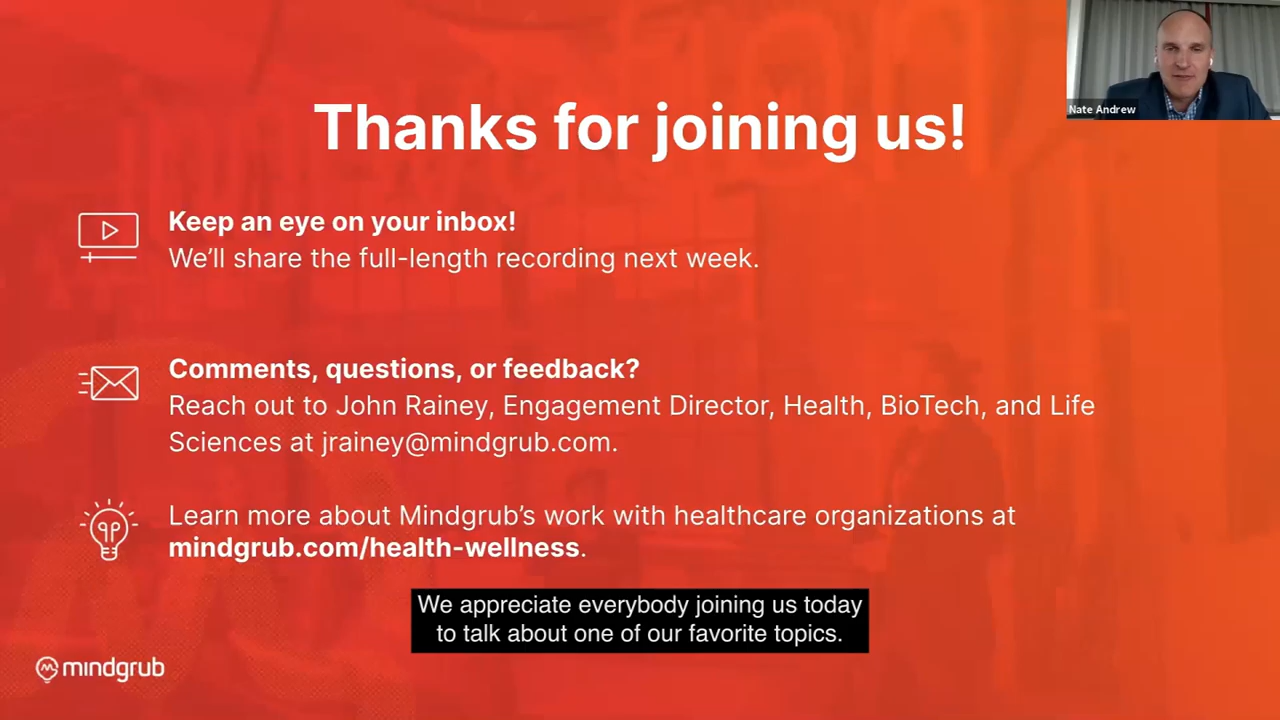 Nate Andrew
Thanks for joining us!
Keep an eye on your inbox!
We’ll share the full-length recording next week.
Comments, questions, or feedback?
Reach out to John Rainey, Engagement Director, Health, BioTech, and Life
Sciences at jrainey@mindgrub.com.
Learn more about Mindgrub’s work with healthcare organizations at
mindgrub.com/health-wellness.
We appreciate everybody joining us today
to talk about one of our favorite topics.
mindgrub